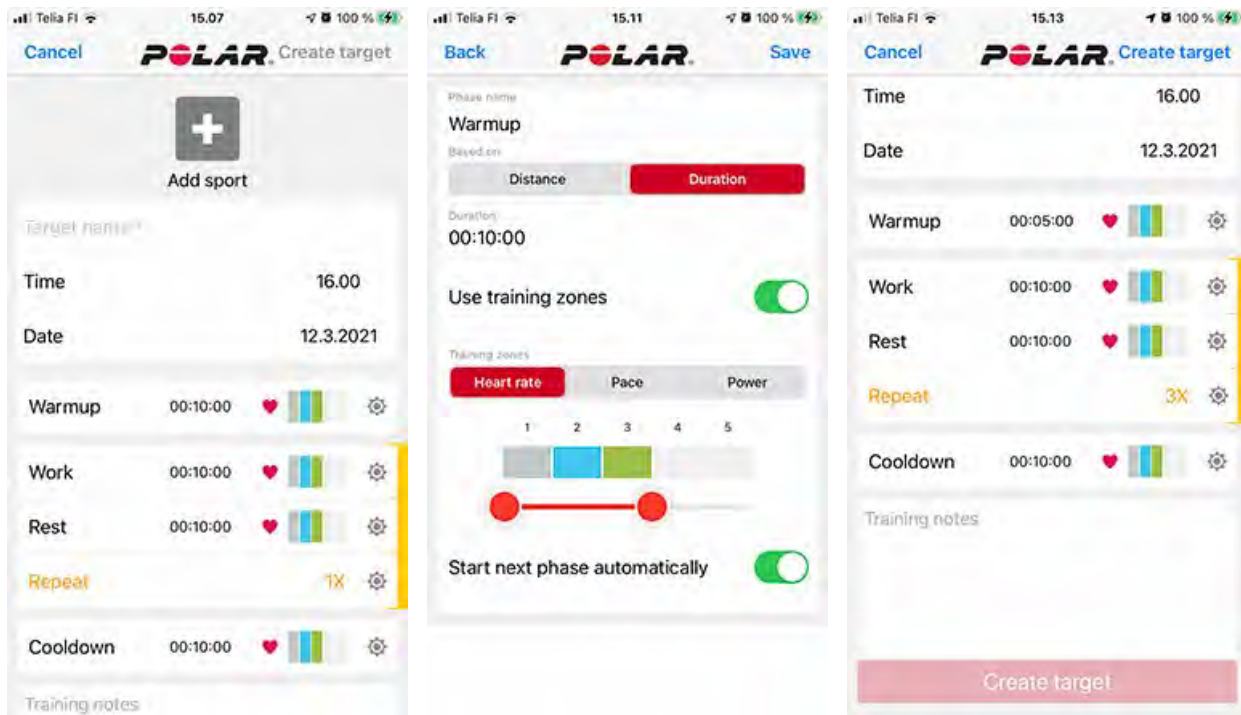 Telia FI 15.07 100 %
Cancel POLAR. Create target
Add sport
Target name*
Time 16.00
Date 12.3.2021
Warmup 00:10:00
Work 00:10:00
Rest 00:10:00
Repeat 1X
Cooldown 00:10:00
Training notes
Telia FI 15.11 100 %
Back POLAR. Save
Phase name
Warmup
Based on
Distance Duration
Duration
00:10:00
Use training zones
Training zones
Heart rate Pace Power
1 2 3 4 5
Start next phase automatically
Telia FI 15.13 100 %
Cancel POLAR. Create target
Time 16.00
Date 12.3.2021
Warmup 00:05:00
Work 00:10:00
Rest 00:10:00
Repeat 3X
Cooldown 00:10:00
Training notes
Create target